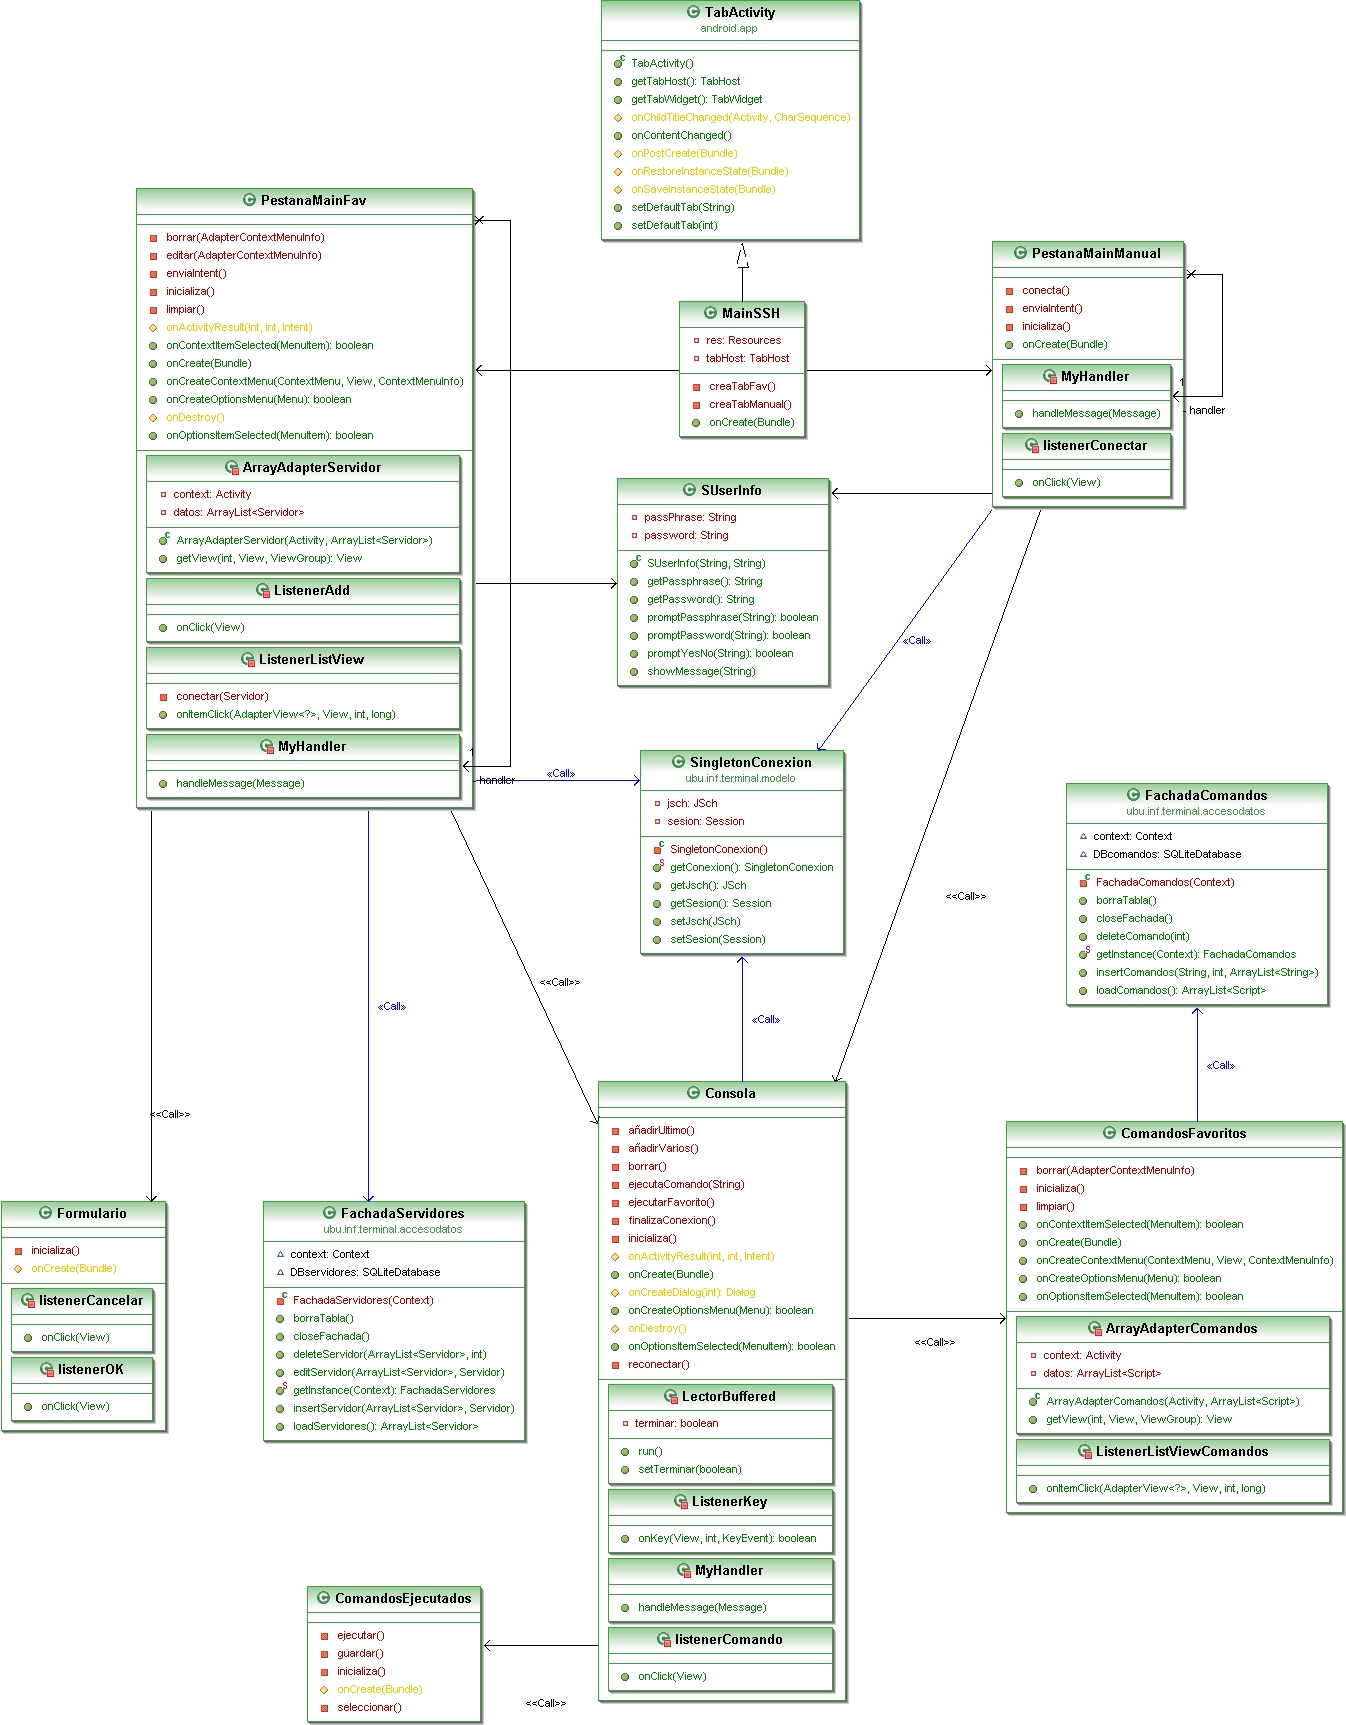 TabActivity
android.app
TabActivity()
getTabHost(): TabHost
getTabWidget(): TabWidget
onChildTitleChanged(Activity, CharSequence)
onContentChanged()
onPostCreate(Bundle)
onRestoreInstanceState(Bundle)
onSaveInstanceState(Bundle)
setDefaultTab(String)
setDefaultTab(int)
PestanaMainFav
borrar(AdapterContextMenuInfo)
editar(AdapterContextMenuInfo)
enviaIntent()
inicializa()
limpiar()
onActivityResult(int, int, Intent)
onContextItemSelected(MenuItem): boolean
onCreate(Bundle)
onCreateContextMenu(ContextMenu, View, ContextMenuInfo)
onCreateOptionsMenu(Menu): boolean
onDestroy()
onOptionsItemSelected(MenuItem): boolean
ArrayAdapterServidor
context: Activity
datos: ArrayList<Servidor>
ArrayAdapterServidor(Activity, ArrayList<Servidor>)
getView(int, View, ViewGroup): View
ListenerAdd
onClick(View)
ListenerListView
conectar(Servidor)
onItemClick(AdapterView<?>, View, int, long)
MyHandler
handleMessage(Message)
1
handler
MainSSH
res: Resources
tabHost: TabHost
creaTabFav()
creaTabManual()
onCreate(Bundle)
PestanaMainManual
conecta()
enviaIntent()
inicializa()
onCreate(Bundle)
MyHandler
handleMessage(Message)
listenerConectar
onClick(View)
1
handler
SUserInfo
passPhrase: String
password: String
SUserInfo(String, String)
getPassphrase(): String
getPassword(): String
promptPassphrase(String): boolean
promptPassword(String): boolean
promptYesNo(String): boolean
showMessage(String)
«Call»
«Call»
SingletonConexion
ubu.inf.terminal.modelo
jsch: JSch
sesion: Session
SingletonConexion()
getConexion(): SingletonConexion
getJsch(): JSch
getSesion(): Session
setJsch(JSch)
setSesion(Session)
FachadaComandos
ubu.inf.terminal.accesodatos
context: Context
DBcomandos: SQLiteDatabase
FachadaComandos(Context)
borraTabla()
closeFachada()
deleteComando(int)
getInstance(Context): FachadaComandos
insertComandos(String, int, ArrayList<String>)
loadComandos(): ArrayList<Script>
<<Call>>
<<Call>>
«Call»
«Call»
«Call»
<<Call>>
Formulario
inicializa()
onCreate(Bundle)
listenerCancelar
onClick(View)
listenerOK
onClick(View)
FachadaServidores
ubu.inf.terminal.accesodatos
context: Context
DBservidores: SQLiteDatabase
FachadaServidores(Context)
borraTabla()
closeFachada()
deleteServidor(ArrayList<Servidor>, int)
editServidor(ArrayList<Servidor>, Servidor)
getInstance(Context): FachadaServidores
insertServidor(ArrayList<Servidor>, Servidor)
loadServidores(): ArrayList<Servidor>
Consola
añadirUltimo()
añadirVarios()
borrar()
ejecutaComando(String)
ejecutarFavorito()
finalizaConexion()
inicializa()
onActivityResult(int, int, Intent)
onCreate(Bundle)
onCreateDialog(int): Dialog
onCreateOptionsMenu(Menu): boolean
onDestroy()
onOptionsItemSelected(MenuItem): boolean
reconectar()
LectorBuffered
terminar: boolean
run()
setTerminar(boolean)
ListenerKey
onKey(View, int, KeyEvent): boolean
MyHandler
handleMessage(Message)
listenerComando
onClick(View)
<<Call>>
ComandosFavoritos
borrar(AdapterContextMenuInfo)
inicializa()
limpiar()
onContextItemSelected(MenuItem): boolean
onCreate(Bundle)
onCreateContextMenu(ContextMenu, View, ContextMenuInfo)
onCreateOptionsMenu(Menu): boolean
onOptionsItemSelected(MenuItem): boolean
ArrayAdapterComandos
context: Activity
datos: ArrayList<Script>
ArrayAdapterComandos(Activity, ArrayList<Script>)
getView(int, View, ViewGroup): View
ListenerListViewComandos
onItemClick(AdapterView<?>, View, int, long)
ComandosEjecutados
ejecutar()
guardar()
inicializa()
onCreate(Bundle)
seleccionar()
<<Call>>